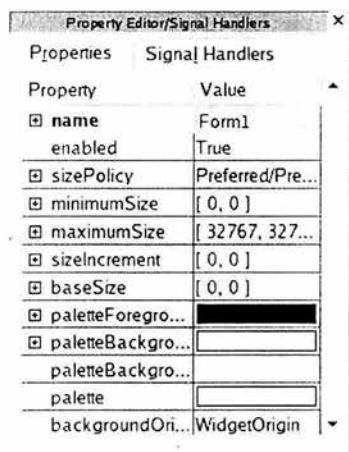 Property Editor/Signal Handlers
Properties Signal Handlers
Property Value
name Form1
enabled True
sizePolicy Preferred/Pre...
minimumSize [ 0, 0 ]
maximumSize [ 32767, 327...
sizeIncrement [ 0, 0 ]
baseSize [ 0, 0 ]
paletteForegro...
paletteBackgro...
paletteBackgro...
palette
backgroundOri... WidgetOrigin